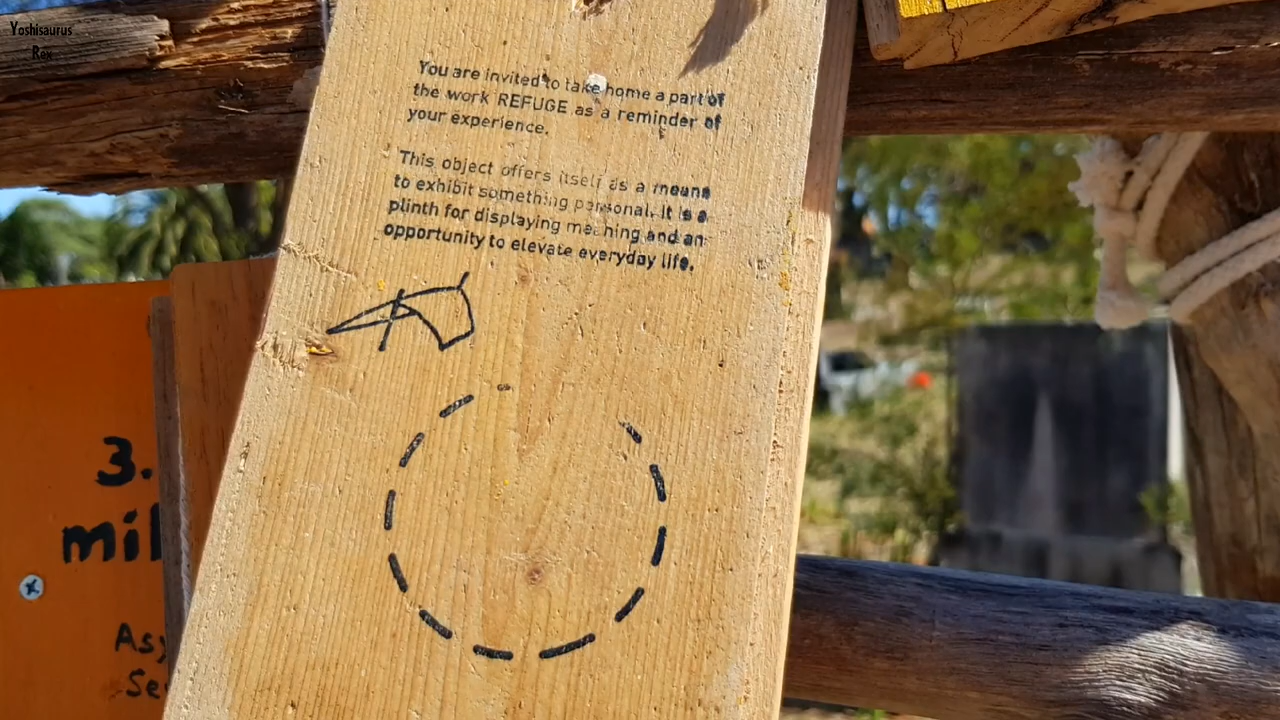 Yoshisaurus
Rex
You are invited to take home a part of
the work REFUGE as a reminder of
your experience.
This object offers itself as a means
to exhibit something personal. It is a
plinth for displaying meaning and an
opportunity to elevate everyday life.
3.
mil
Asy
Se